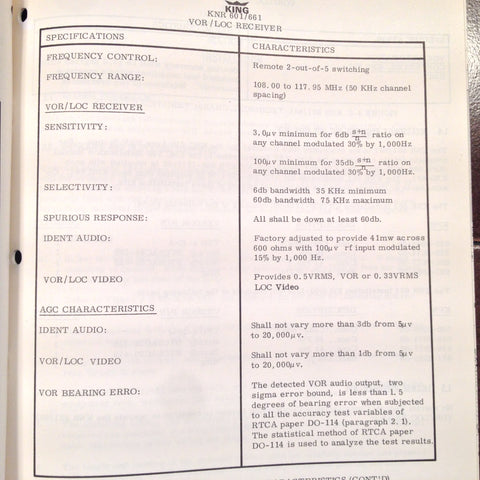 KING
KNR 601/661
VOR/LOC RECEIVER
SPECIFICATIONS
CHARACTERISTICS
FREQUENCY CONTROL:
Remote 2-out-of-5 switching
FREQUENCY RANGE:
108.00 to 117.95 MHz (50 KHz channel
spacing)
VOR/LOC RECEIVER
SENSITIVITY:
3.0µv minimum for 6db s+n/n ratio on
any channel modulated 30% by 1,000Hz
100µv minimum for 35db s+n/n ratio on
any channel modulated 30% by 1,000Hz.
SELECTIVITY:
6db bandwidth 35 KHz minimum
60db bandwidth 75 KHz maximum
SPURIOUS RESPONSE:
All shall be down at least 60db.
IDENT AUDIO:
Factory adjusted to provide 41mw across
600 ohms with 100µv rf input modulated
15% by 1,000 Hz.
VOR/LOC VIDEO
Provides 0.5VRMS, VOR or 0.33VRMS
LOC Video
AGC CHARACTERISTICS
IDENT AUDIO:
Shall not vary more than 3db from 5µv
to 20,000µv.
VOR/LOC VIDEO
Shall not vary more than 1db from 5µv
to 20,000µv.
VOR BEARING ERRO:
The detected VOR audio output, two
sigma error bound, is less than 1.5
degrees of bearing error when subjected
to all the accuracy test variables of
RTCA paper DO-114 (paragraph 2.1).
The statistical method of RTCA paper
DO-114 is used to analyze the test results.
CHARACTERISTICS (CONT'D)